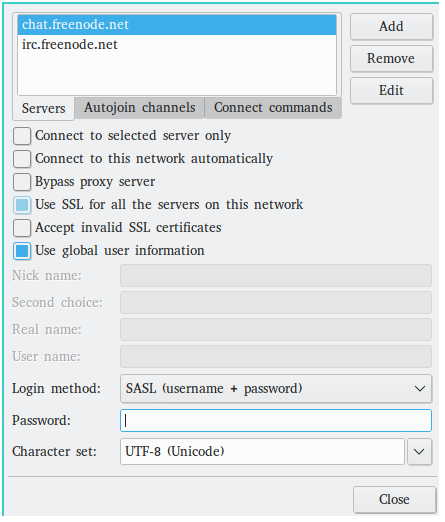 chat.freenode.net
irc.freenode.net
Add
Remove
Edit
Servers Autojoin channels Connect commands
Connect to selected server only
Connect to this network automatically
Bypass proxy server
Use SSL for all the servers on this network
Accept invalid SSL certificates
Use global user information
Nick name:
Second choice:
Real name:
User name:
Login method: SASL (username + password)
Password:
Character set: UTF-8 (Unicode)
Close